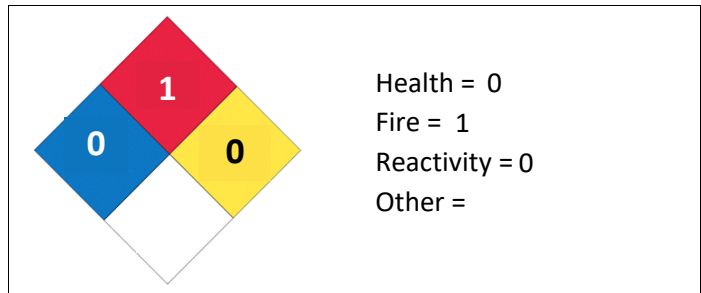 1
0
0
Health = 0
Fire = 1
Reactivity = 0
Other =